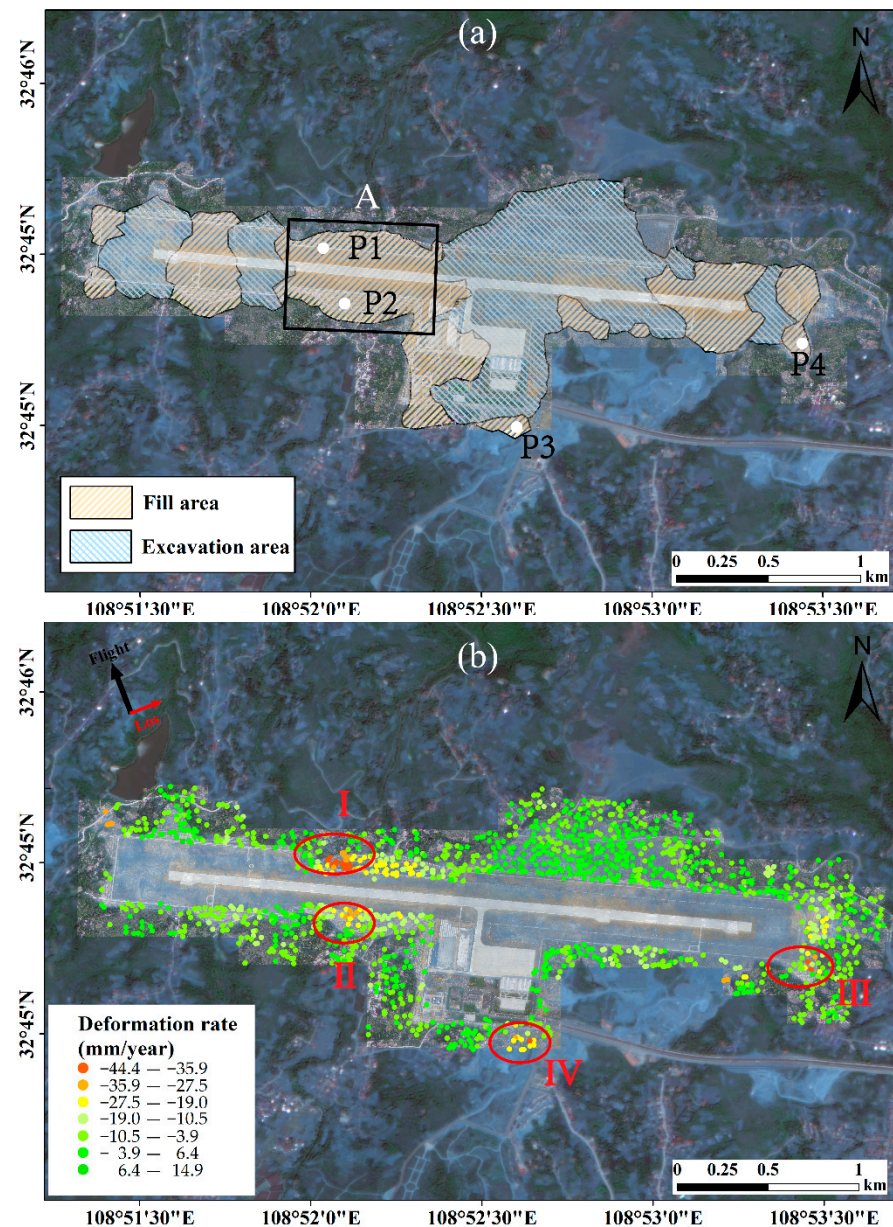 (a)
N
32°46'N
A
P1
32°45'N
P2
P4
32°45'N
P3
Fill area
Excavation area
0 0.25 0.5 1
km
108°51'30"E 108°52'0"E 108°52'30"E 108°53'0"E 108°53'30"E
(b)
Flight
Los
N
32°46'N
I
32°45'N
II
III
32°45'N
IV
Deformation rate
(mm/year)
−44.4 — −35.9
−35.9 — −27.5
−27.5 — −19.0
−19.0 — −10.5
−10.5 — −3.9
− 3.9 — 6.4
6.4 — 14.9
0 0.25 0.5 1
km
108°51'30"E 108°52'0"E 108°52'30"E 108°53'0"E 108°53'30"E